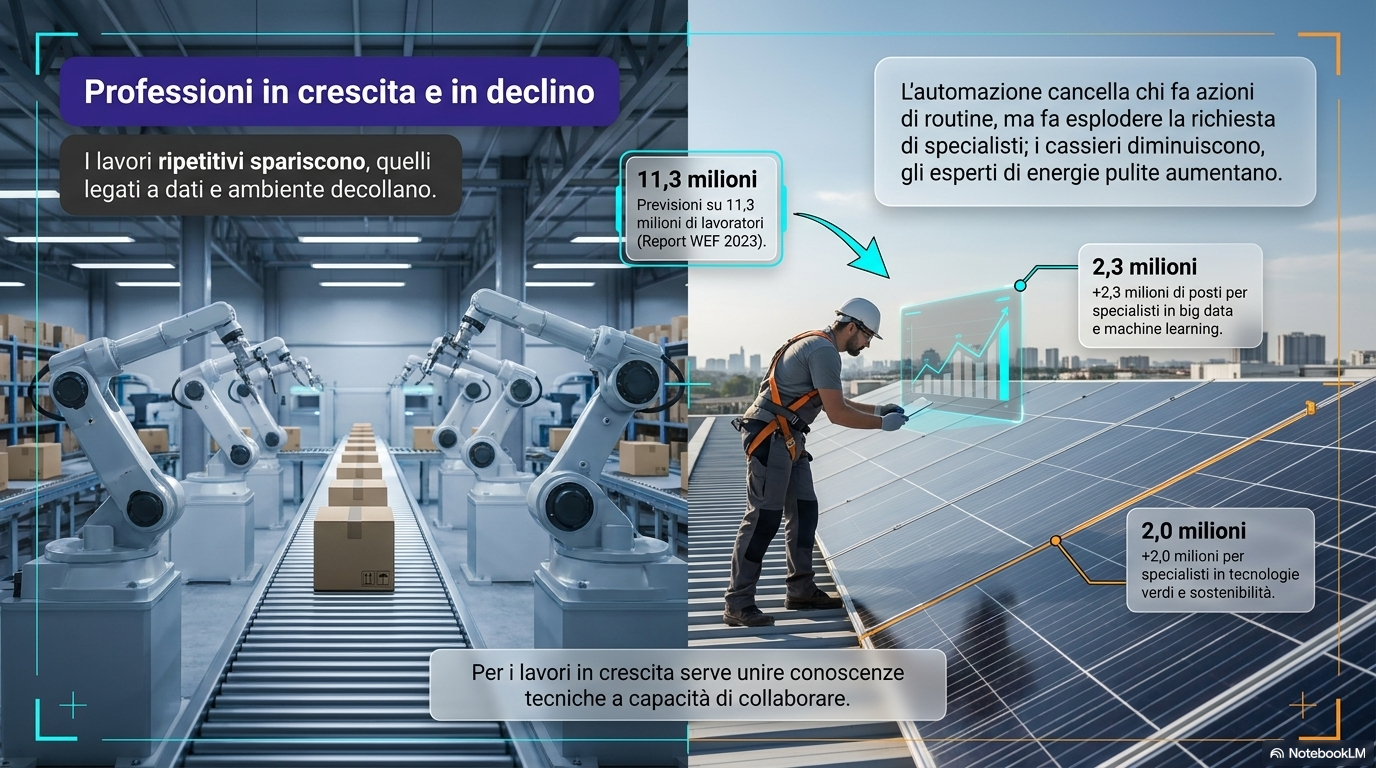 Professioni in crescita e in declino
I lavori ripetitivi spariscono, quelli
legati a dati e ambiente decollano.
11,3 milioni
Previsioni su 11,3
milioni di lavoratori
(Report WEF 2023).
L'automazione cancella chi fa azioni
di routine, ma fa esplodere la richiesta
di specialisti; i cassieri diminuiscono,
gli esperti di energie pulite aumentano.
2,3 milioni
+2,3 milioni di posti per
specialisti in big data
e machine learning.
2,0 milioni
+2,0 milioni per
specialisti in tecnologie
verdi e sostenibilità.
Per i lavori in crescita serve unire conoscenze
tecniche a capacità di collaborare.
NotebookLM